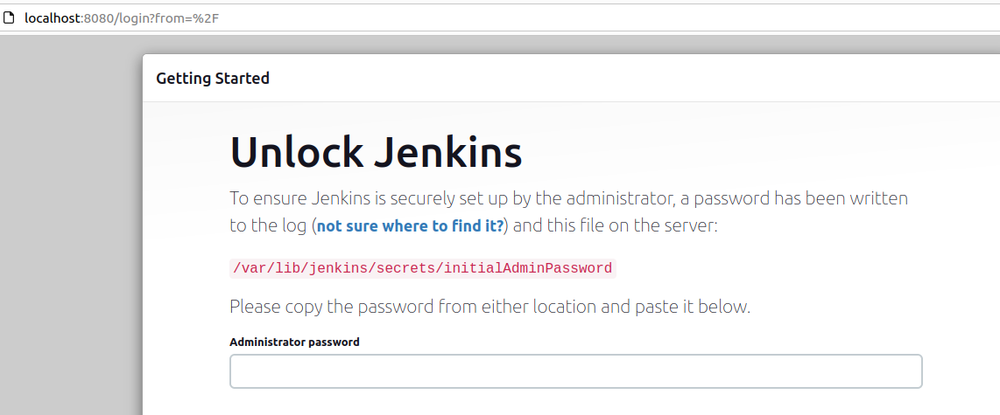 localhost:8080/login?from=%2F
Getting Started
Unlock Jenkins
To ensure Jenkins is securely set up by the administrator, a password has been written
to the log (not sure where to find it?) and this file on the server:
/var/lib/jenkins/secrets/initialAdminPassword
Please copy the password from either location and paste it below.
Administrator password